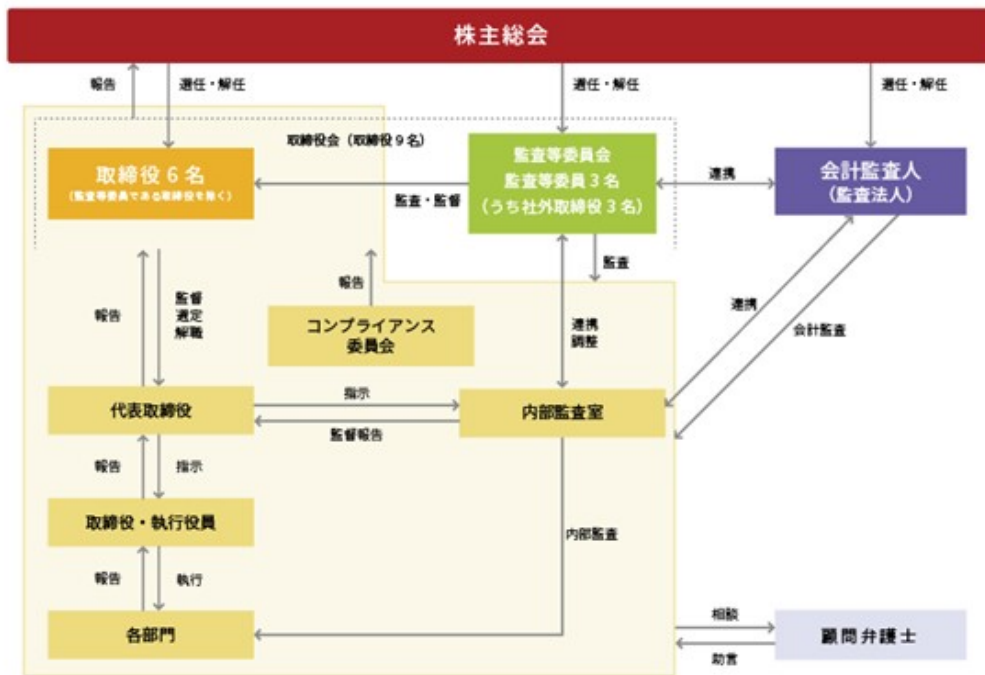 株主総会
報告
選任・解任
選任・解任
選任・解任
取締役会（取締役9名）
取締役6名
（監査等委員である取締役を除く）
監査等委員会
監査等委員3名
（うち社外取締役3名）
会計監査人
（監査法人）
監査・監督
連携
監査
報告
監督
選定
解職
報告
コンプライアンス
委員会
連携
調整
連携
会計監査
代表取締役
指示
監督報告
内部監査室
報告
指示
取締役・執行役員
内部監査
報告
執行
各部門
相談
助言
顧問弁護士